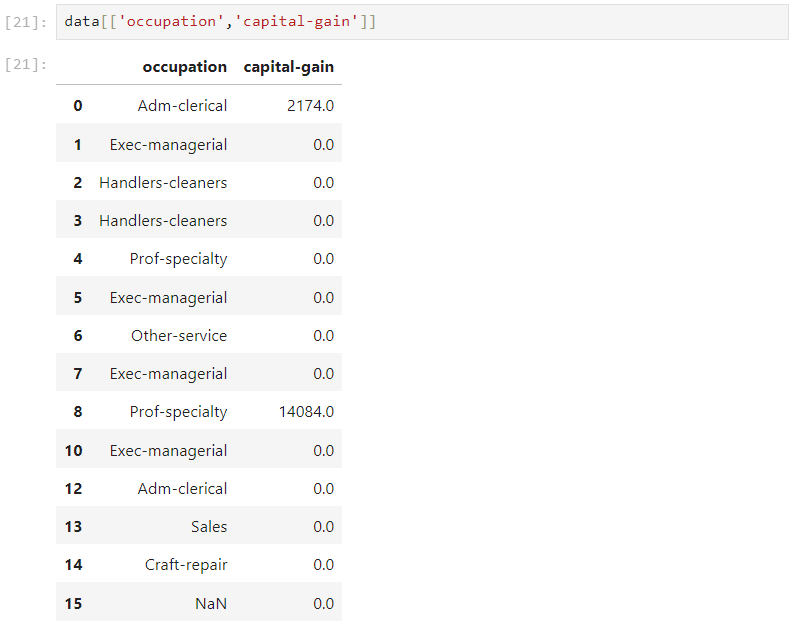 [21]: data[['occupation','capital-gain']]
[21]:
occupation capital-gain
0 Adm-clerical 2174.0
1 Exec-managerial 0.0
2 Handlers-cleaners 0.0
3 Handlers-cleaners 0.0
4 Prof-specialty 0.0
5 Exec-managerial 0.0
6 Other-service 0.0
7 Exec-managerial 0.0
8 Prof-specialty 14084.0
10 Exec-managerial 0.0
12 Adm-clerical 0.0
13 Sales 0.0
14 Craft-repair 0.0
15 NaN 0.0